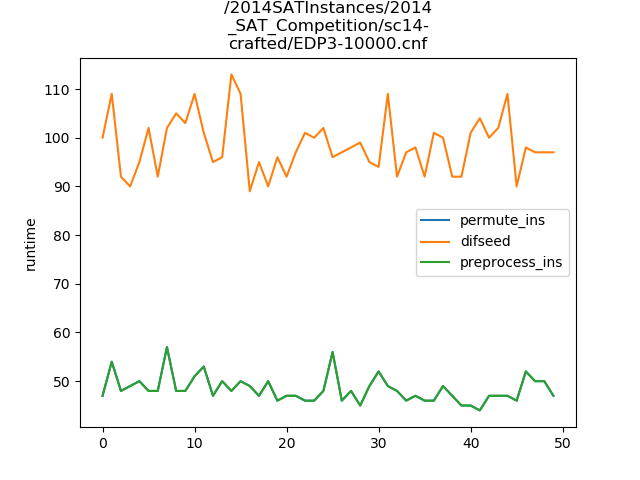 /2014SATInstances/2014
_SAT_Competition/sc14-
crafted/EDP3-10000.cnf
110
100
90
80
70
60
50
runtime
permute_ins
difseed
preprocess_ins
0
10
20
30
40
50